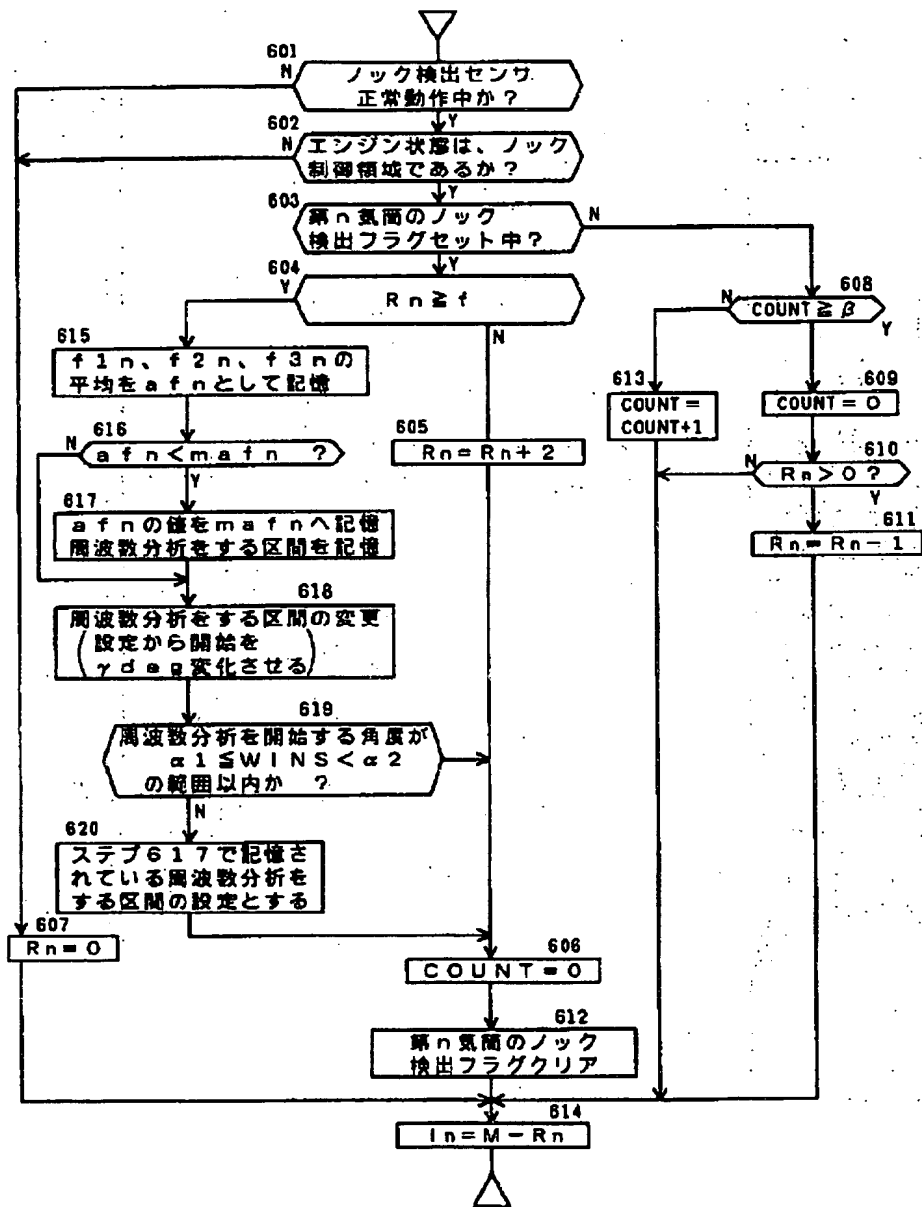 601
N
ノック検出センサ
正常動作中か?
Y
602
N
エンジン状態は、ノック
制御領域であるか?
Y
603
第n気筒のノック
検出フラグセット中?
N
Y
604
Y
Rn≧f
N
608
N
COUNT≧β
Y
615
f1n、f2n、f3nの
平均をafnとして記憶
613
COUNT=
COUNT+1
609
COUNT=0
616
N
afn<mafn ?
Y
605
Rn=Rn+2
610
N
Rn>0?
Y
617
afnの値をmafnへ記憶
周波数分析をする区間を記憶
611
Rn=Rn-1
618
周波数分析をする区間の変更
(設定から開始を
γdeg変化させる)
619
周波数分析を開始する角度が
α1≦WINS<α2
の範囲以内か ?
N
620
ステプ617で記憶さ
れている周波数分析を
する区間の設定とする
607
Rn=0
606
COUNT=0
612
第n気筒のノック
検出フラグクリア
614
In=M-Rn